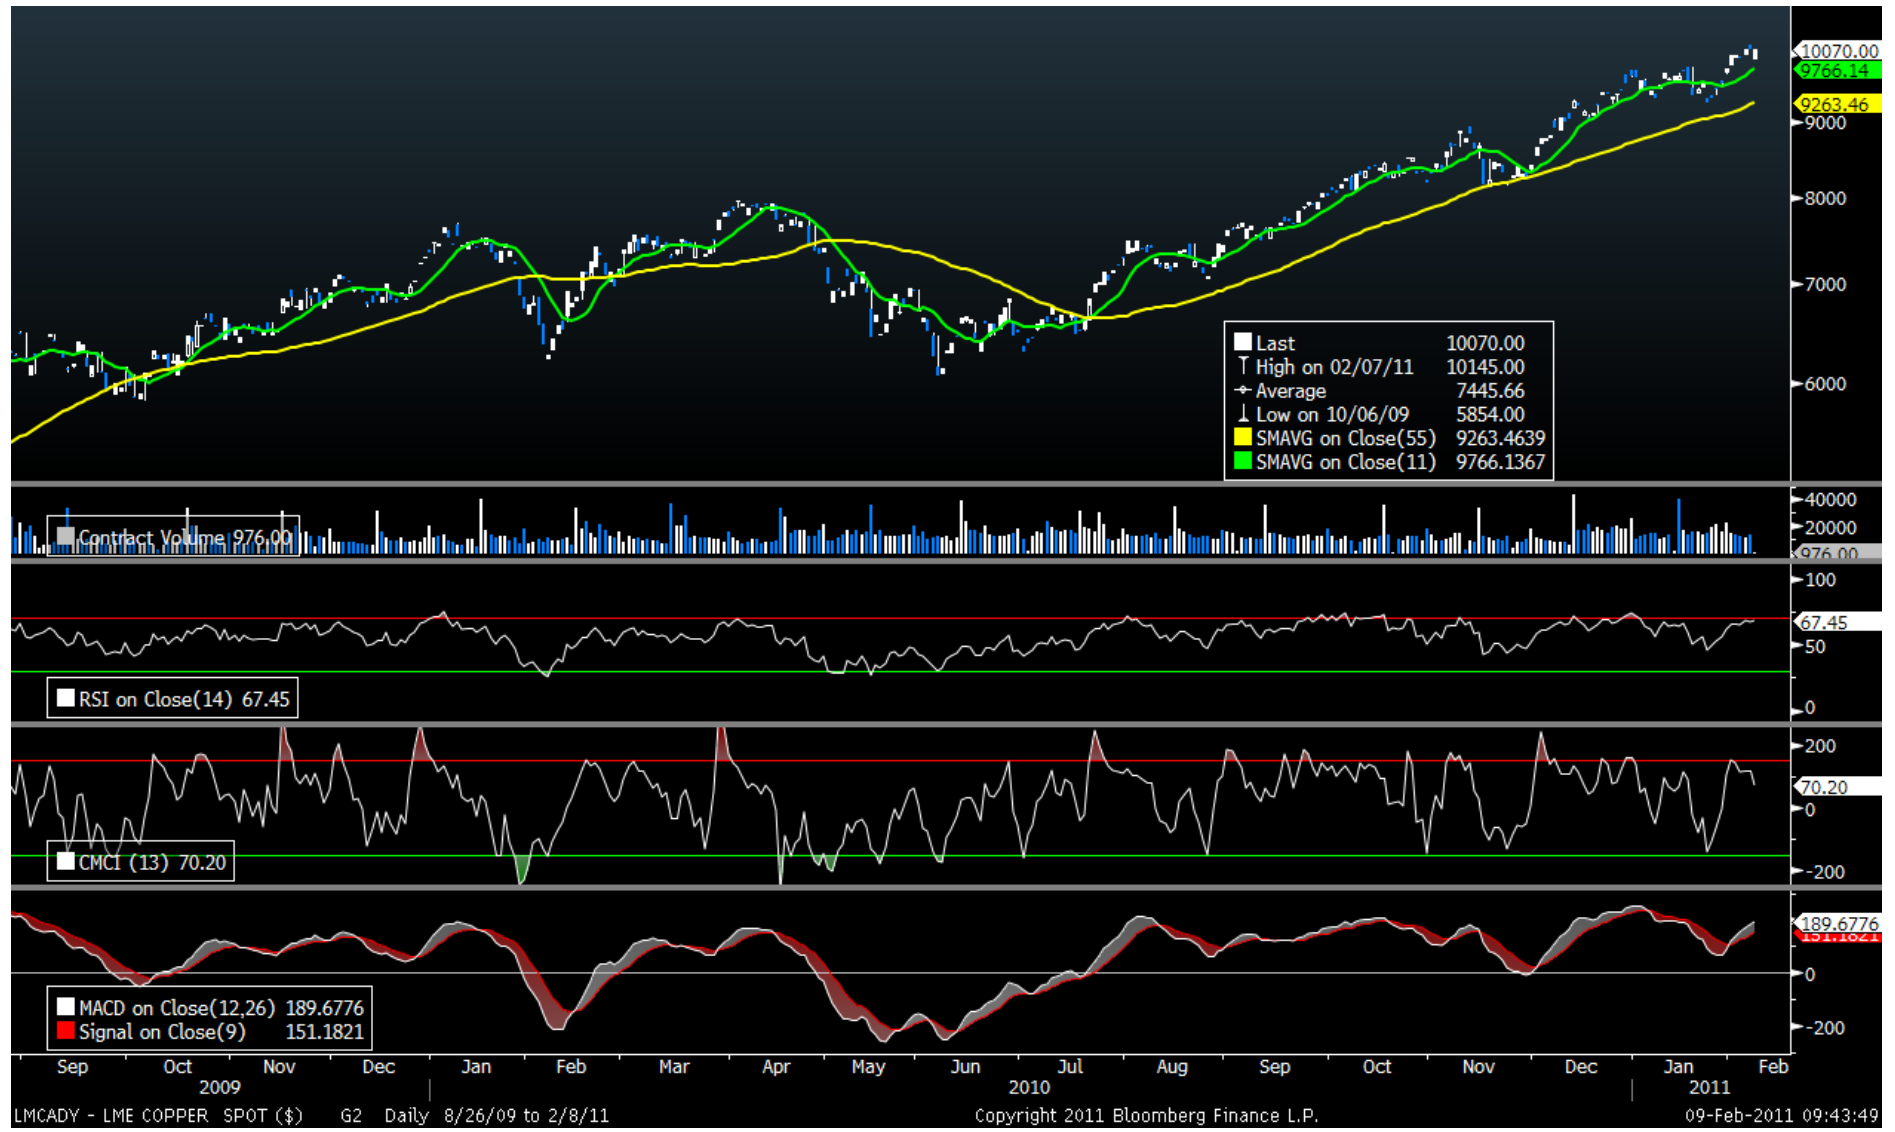 10070.00
9766.14
9263.46
9000
8000
7000
6000
Last 10070.00
High on 02/07/11 10145.00
Average 7445.66
Low on 10/06/09 5854.00
SMAVG on Close(55) 9263.4639
SMAVG on Close(11) 9766.1367
40000
20000
976.00
Contract Volume 976.00
100
67.45
50
0
RSI on Close(14) 67.45
200
70.20
0
-200
CMCI (13) 70.20
189.6776
151.1821
0
-200
MACD on Close(12,26) 189.6776
Signal on Close(9) 151.1821
Sep Oct Nov Dec Jan Feb Mar Apr May Jun Jul Aug Sep Oct Nov Dec Jan Feb
2009 2010 2011
LMCADY - LME COPPER SPOT ($) G2 Daily 8/26/09 to 2/8/11 Copyright 2011 Bloomberg Finance L.P. 09-Feb-2011 09:43:49